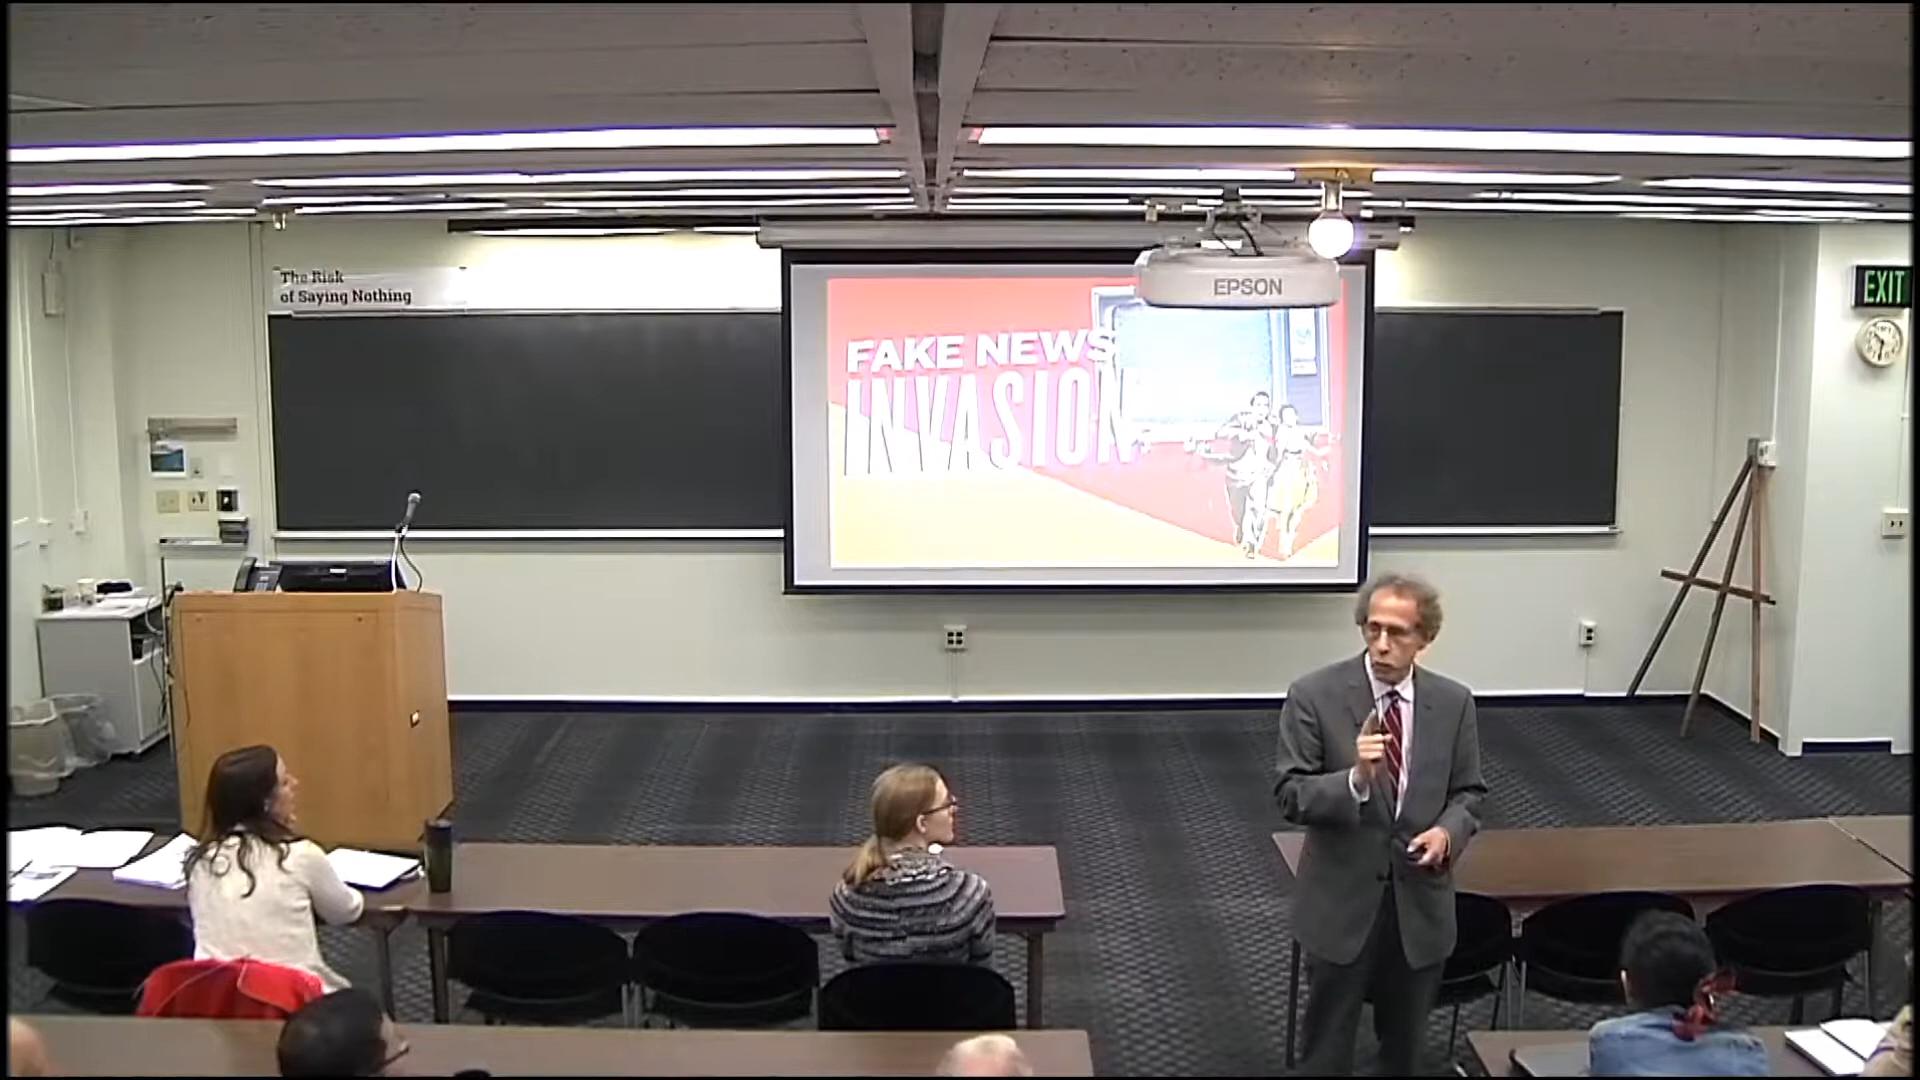 The Risk
of Saying Nothing
EPSON
EXIT
FAKE NEWS
INVASION